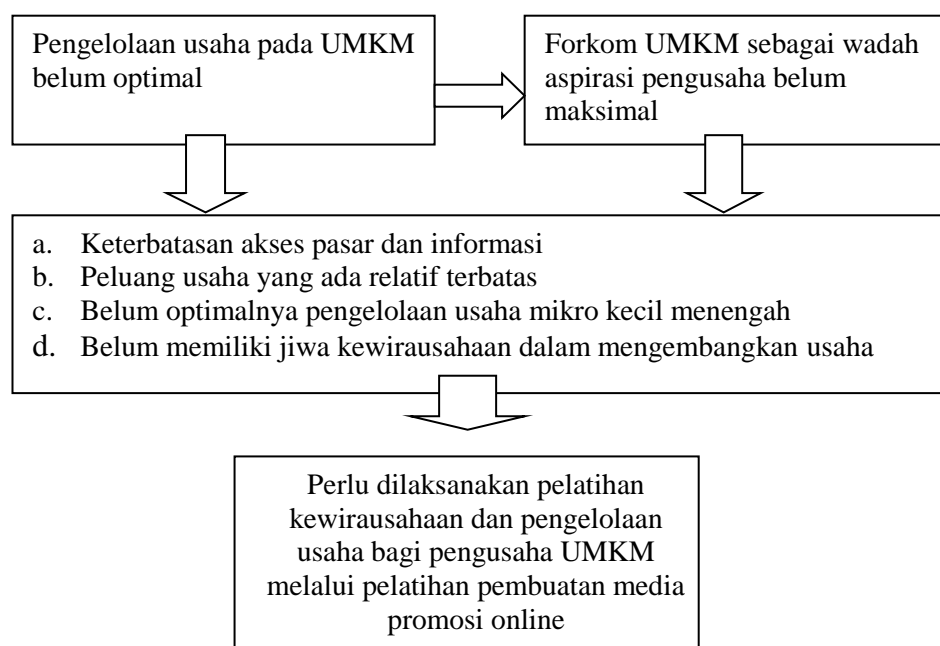 Pengelolaan usaha pada UMKM
belum optimal
Forkom UMKM sebagai wadah
aspirasi pengusaha belum
maksimal
a. Keterbatasan akses pasar dan informasi
b. Peluang usaha yang ada relatif terbatas
c. Belum optimalnya pengelolaan usaha mikro kecil menengah
d. Belum memiliki jiwa kewirausahaan dalam mengembangkan usaha
Perlu dilaksanakan pelatihan
kewirausahaan dan pengelolaan
usaha bagi pengusaha UMKM
melalui pelatihan pembuatan media
promosi online